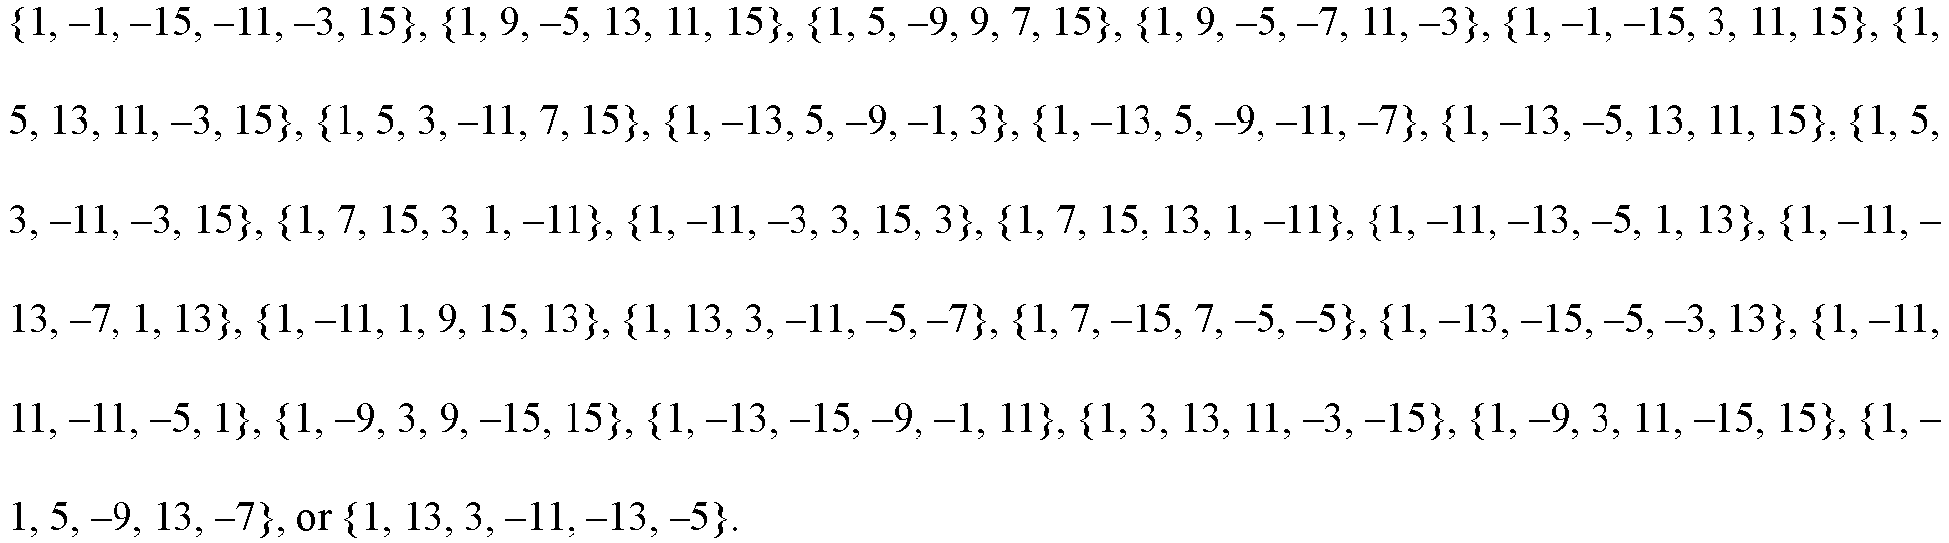 {1, –1, –15, –11, –3, 15}, {1, 9, –5, 13, 11, 15}, {1, 5, –9, 9, 7, 15}, {1, 9, –5, –7, 11, –3}, {1, –1, –15, 3, 11, 15}, {1,
5, 13, 11, –3, 15}, {1, 5, 3, –11, 7, 15}, {1, –13, 5, –9, –1, 3}, {1, –13, 5, –9, –11, –7}, {1, –13, –5, 13, 11, 15}, {1, 5,
3, –11, –3, 15}, {1, 7, 15, 3, 1, –11}, {1, –11, –3, 3, 15, 3}, {1, 7, 15, 13, 1, –11}, {1, –11, –13, –5, 1, 13}, {1, –11, –
13, –7, 1, 13}, {1, –11, 1, 9, 15, 13}, {1, 13, 3, –11, –5, –7}, {1, 7, –15, 7, –5, –5}, {1, –13, –15, –5, –3, 13}, {1, –11,
11, –11, –5, 1}, {1, –9, 3, 9, –15, 15}, {1, –13, –15, –9, –1, 11}, {1, 3, 13, 11, –3, –15}, {1, –9, 3, 11, –15, 15}, {1, –
1, 5, –9, 13, –7}, or {1, 13, 3, –11, –13, –5}.